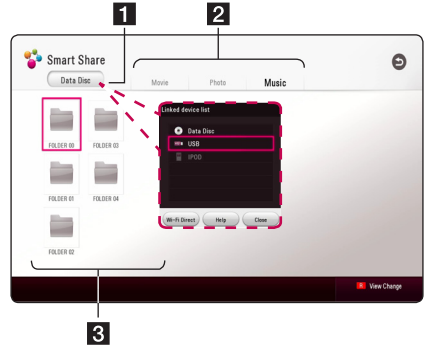 1 2
Smart Share
Data Disc
Movie Photo Music
Linked device list
Data Disc
USB
IPOD
Wi-Fi Direct Help Close
FOLDER 00 FOLDER 03
FOLDER 01 FOLDER 04
FOLDER 02
R View Change
3